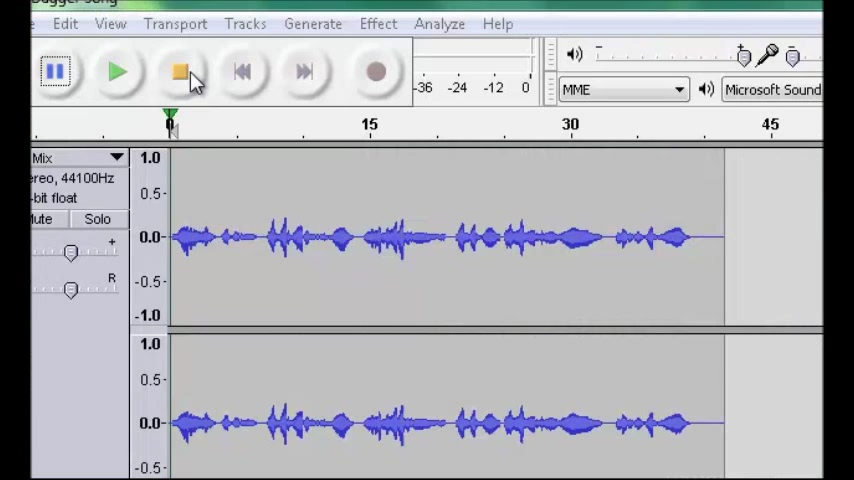 Edit View Transport Tracks Generate Effect Analyze Help
-36 -24 -12 0
MME Microsoft Sound
0 15 30 45
Mix 1.0
ereo, 44100Hz
-bit float 0.5
Mute Solo
0.0
+
R
-0.5
-1.0
1.0
0.5
0.0
-0.5